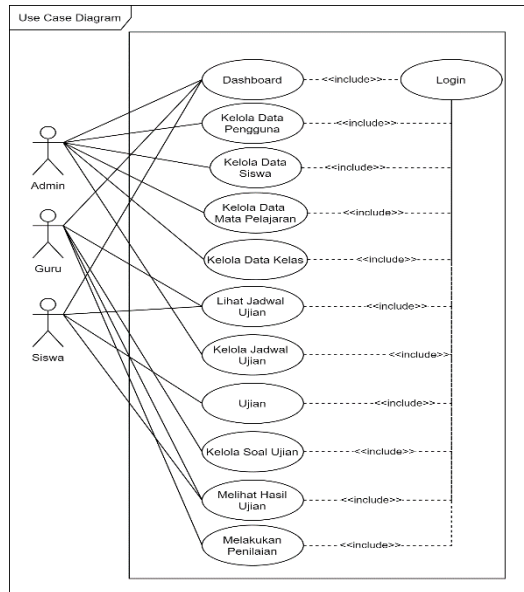 Use Case Diagram
Dashboard
<<include>>
Login
Kelola Data
Pengguna
<<include>>
Kelola Data
Siswa
<<include>>
Admin
Kelola Data
Mata Pelajaran
<<include>>
Guru
Kelola Data Kelas
<<include>>
Lihat Jadwal
Ujian
<<include>>
Siswa
Kelola Jadwal
Ujian
<<include>>
Ujian
<<include>>
Kelola Soal Ujian
<<include>>
Melihat Hasil
Ujian
<<include>>
Melakukan
Penilaian
<<include>>